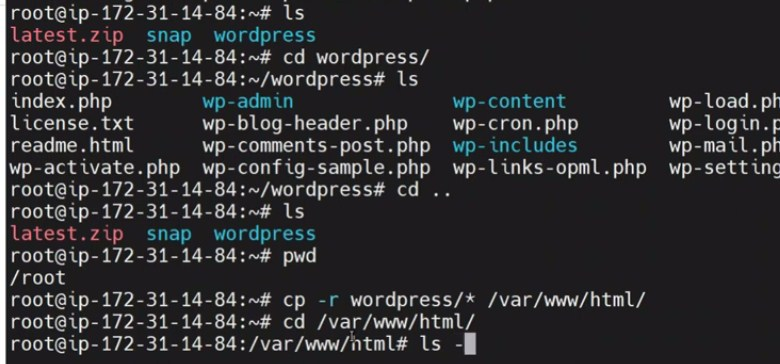 root@ip-172-31-14-84:~# ls
latest.zip snap wordpress
root@ip-172-31-14-84:~# cd wordpress/
root@ip-172-31-14-84:~/wordpress# ls
index.php wp-admin wp-content wp-load.ph
license.txt wp-blog-header.php wp-cron.php wp-login.p
readme.html wp-comments-post.php wp-includes wp-mail.ph
wp-activate.php wp-config-sample.php wp-links-opml.php wp-setting
root@ip-172-31-14-84:~/wordpress# cd ..
root@ip-172-31-14-84:~# ls
latest.zip snap wordpress
root@ip-172-31-14-84:~# pwd
/root
root@ip-172-31-14-84:~# cp -r wordpress/* /var/www/html/
root@ip-172-31-14-84:~# cd /var/www/html/
root@ip-172-31-14-84:/var/www/html# ls -